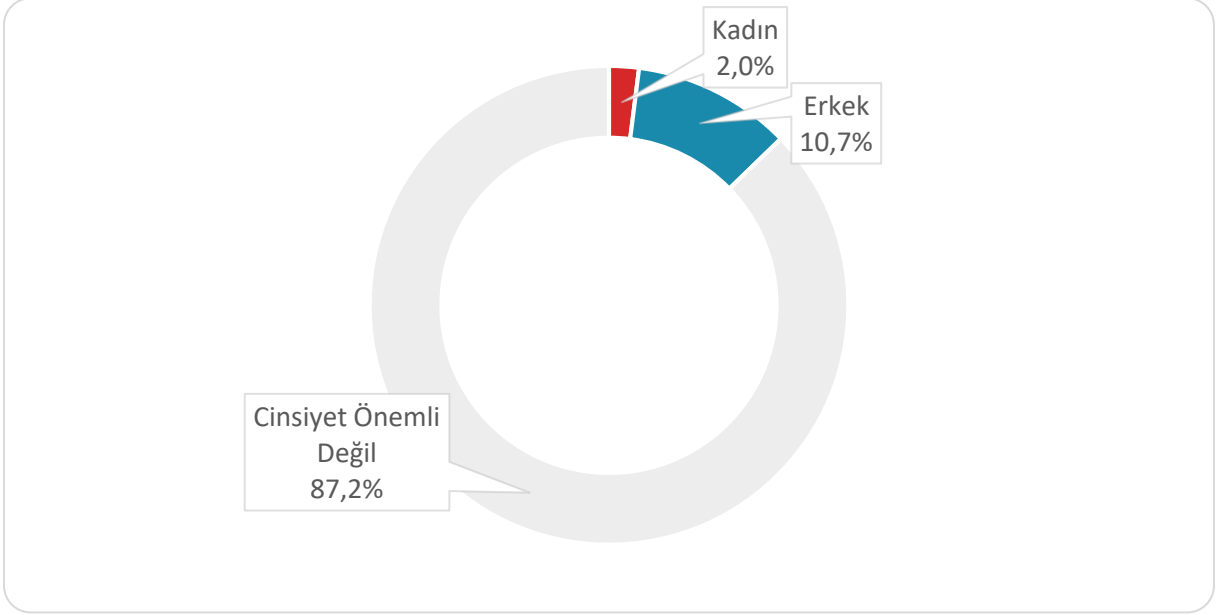 Kadın
2,0%
Erkek
10,7%
Cinsiyet Önemli
Değil
87,2%